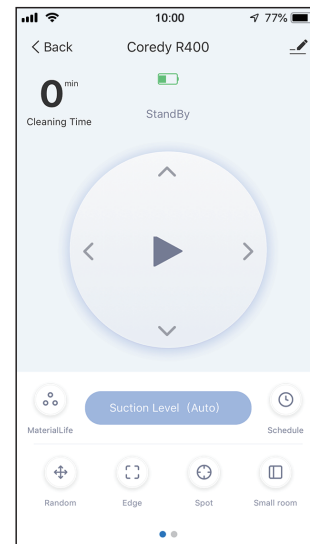 10:00
77%
Back
Coredy R400
0 min
StandBy
Cleaning Time
Suction Level (Auto)
MaterialLife
Schedule
Random
Edge
Spot
Small room